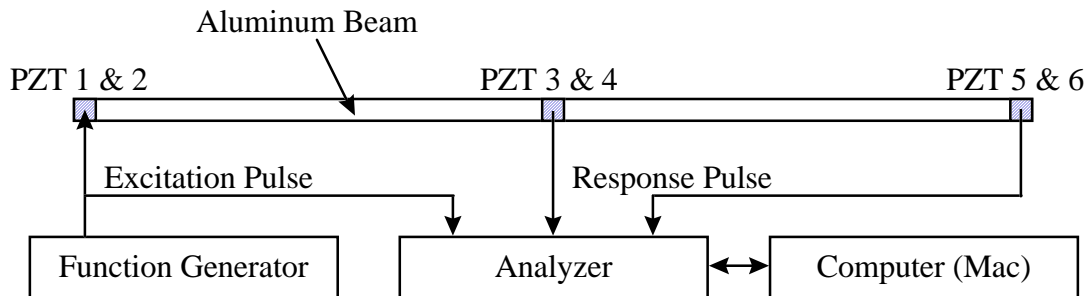 Aluminum Beam
PZT 1 & 2
PZT 3 & 4
PZT 5 & 6
Excitation Pulse
Response Pulse
Function Generator
Analyzer
Computer (Mac)